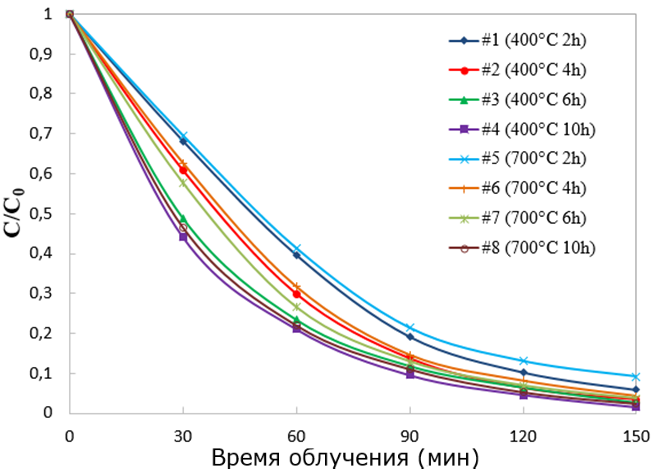 1
0,9
0,8
0,7
0,6
0,5
0,4
0,3
0,2
0,1
0
C/C0
#1 (400°C 2h)
#2 (400°C 4h)
#3 (400°C 6h)
#4 (400°C 10h)
#5 (700°C 2h)
#6 (700°C 4h)
#7 (700°C 6h)
#8 (700°C 10h)
0 30 60 90 120 150
Время облучения (мин)